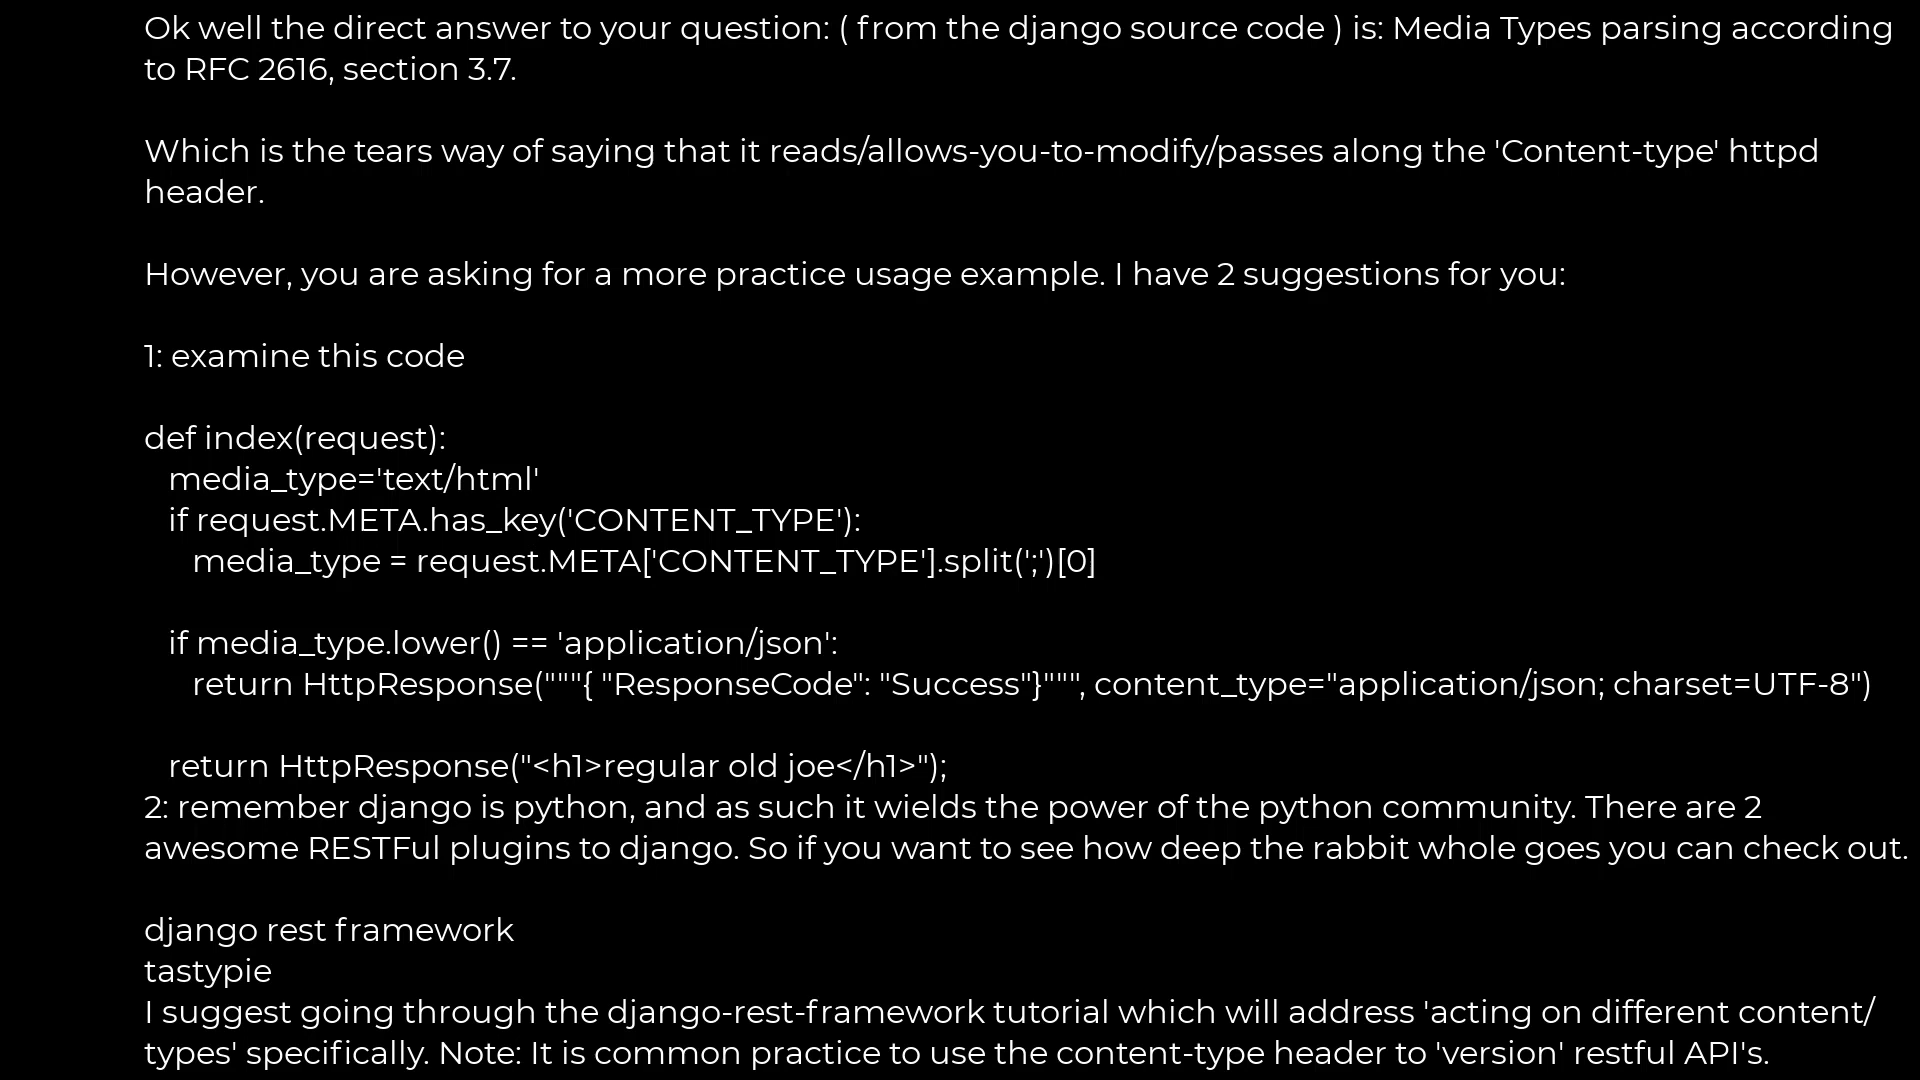 Ok well the direct answer to your question: ( from the django source code ) is: Media Types parsing according
to RFC 2616, section 3.7.
Which is the tears way of saying that it reads/allows-you-to-modify/passes along the 'Content-type' httpd
header.
However, you are asking for a more practice usage example. I have 2 suggestions for you:
1: examine this code
def index(request):
media_type='text/html'
if request.META.has_key('CONTENT_TYPE'):
media_type = request.META['CONTENT_TYPE'].split(';')[0]
if media_type.lower() == 'application/json':
return HttpResponse("""{ "ResponseCode": "Success"}""", content_type="application/json; charset=UTF-8")
return HttpResponse("<h1>regular old joe</h1>");
2: remember django is python, and as such it wields the power of the python community. There are 2
awesome RESTFul plugins to django. So if you want to see how deep the rabbit whole goes you can check out.
django rest framework
tastypie
I suggest going through the django-rest-framework tutorial which will address 'acting on different content/
types' specifically. Note: It is common practice to use the content-type header to 'version' restful API's.